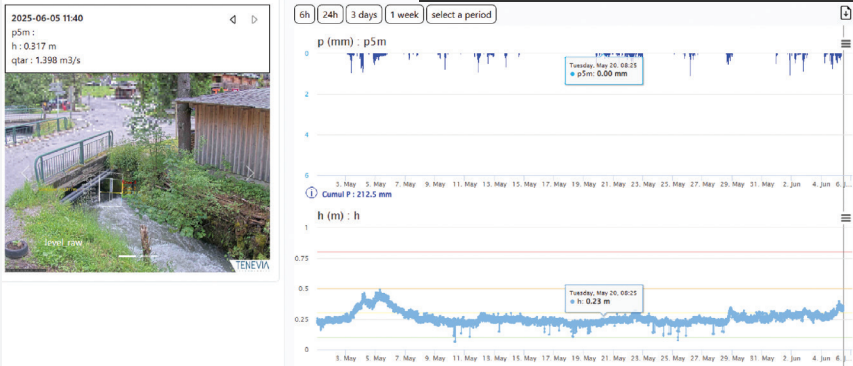 2025-06-05 11:40
p5m :
h : 0.317 m
qtar : 1.398 m3/s
level_raw
TENEVIA
6h 24h 3 days 1 week select a period
p (mm) : p5m
0
2
4
6
Tuesday, May 20, 08:25
p5m: 0.00 mm
3. May 5. May 7. May 9. May 11. May 13. May 15. May 17. May 19. May 21. May 23. May 25. May 27. May 29. May 31. May 2. Jun 4. Jun 6. J...
Cumul P : 212.5 mm
h (m) : h
1
0.75
0.5
0.25
0
Tuesday, May 20, 08:25
h: 0.23 m
3. May 5. May 7. May 9. May 11. May 13. May 15. May 17. May 19. May 21. May 23. May 25. May 27. May 29. May 31. May 2. Jun 4. Jun 6. J...